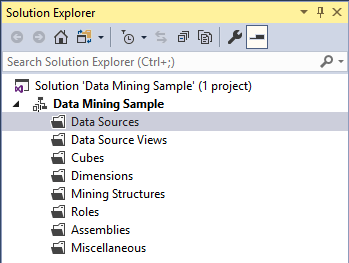 Solution Explorer
Search Solution Explorer (Ctrl+;)
Solution 'Data Mining Sample' (1 project)
Data Mining Sample
Data Sources
Data Source Views
Cubes
Dimensions
Mining Structures
Roles
Assemblies
Miscellaneous